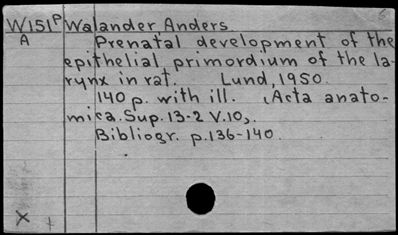 6
W151P Walander Anders.
A Prenatal development of the
epithelial primordium of the la-
rynx in rat. Lund, 1950.
140 p. with ill. (Acta anato-
mica. Sup. 13-2 V.10).
Bibliogr. p.136-140.
X +